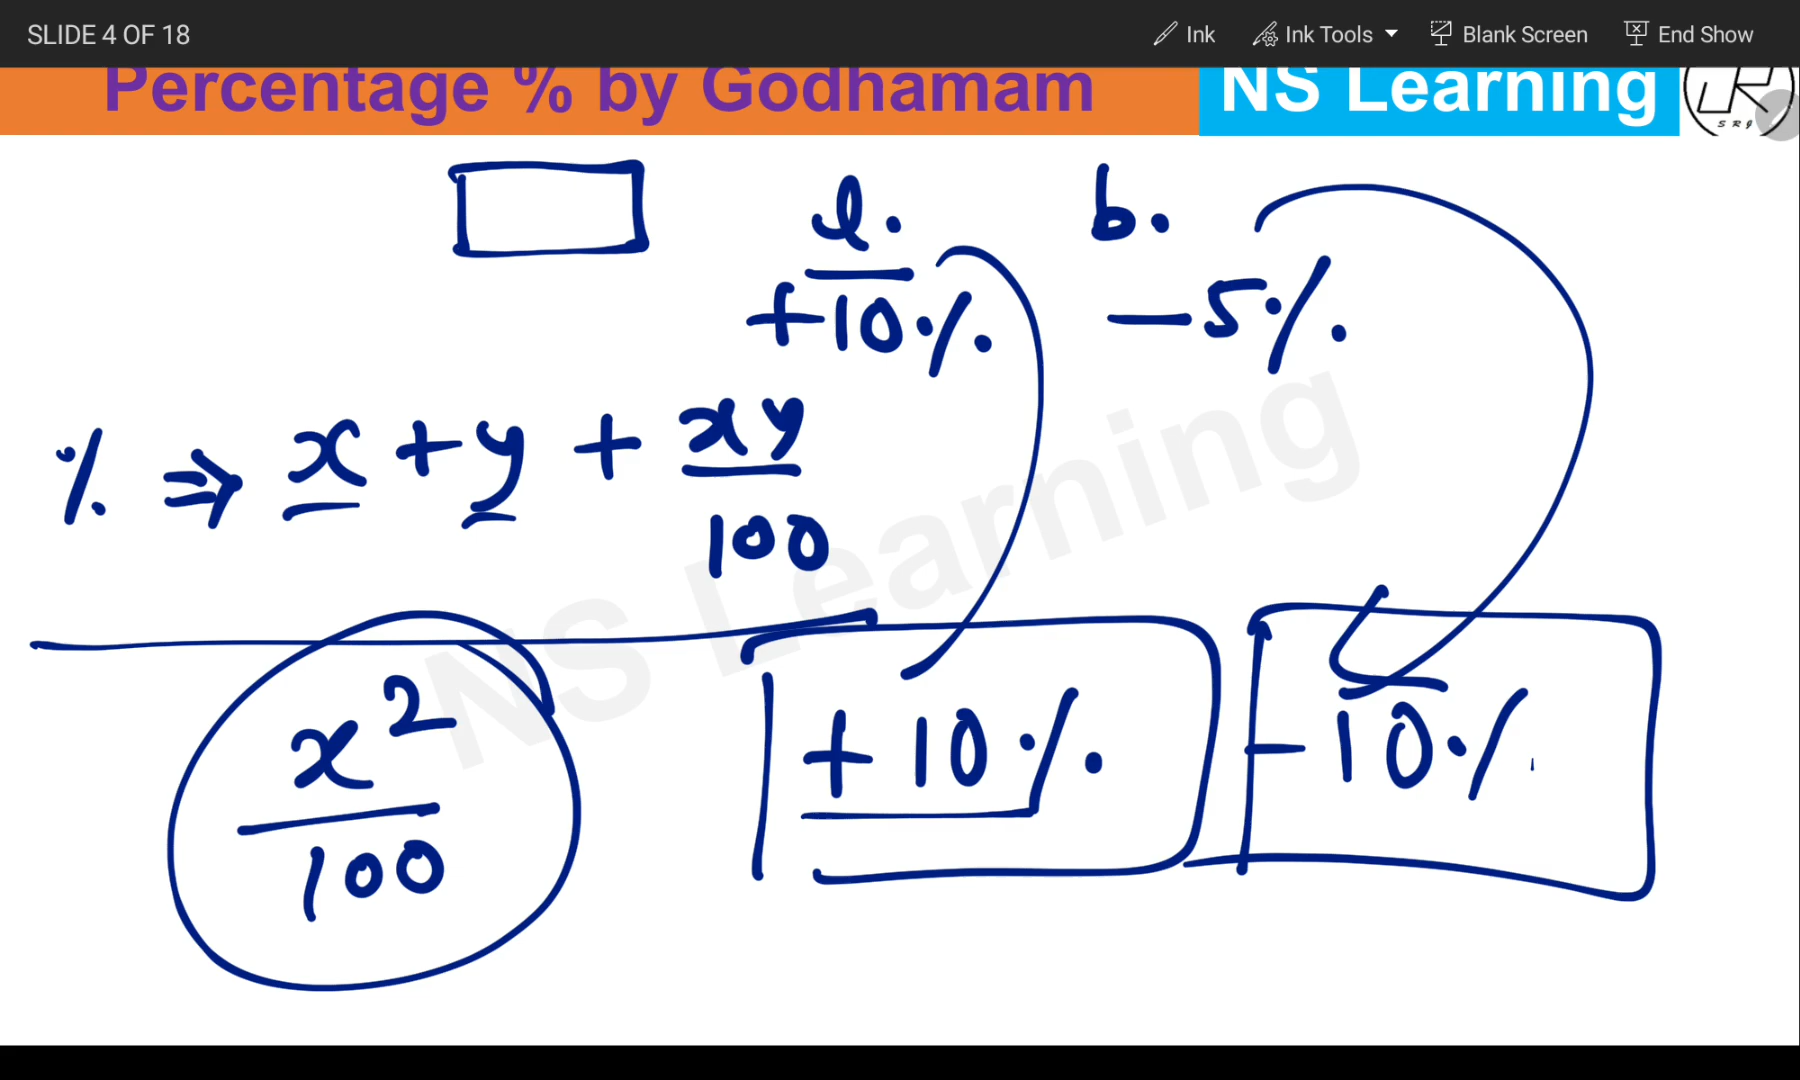 SLIDE 4 OF 18
Ink
Ink Tools
Blank Screen
End Show
Percentage % by Godhamam
NS Learning
S R
l. b.
+10% -5%.
% ⇒ x + y + xy/100
x²/100
+10% -10%
NS Learning